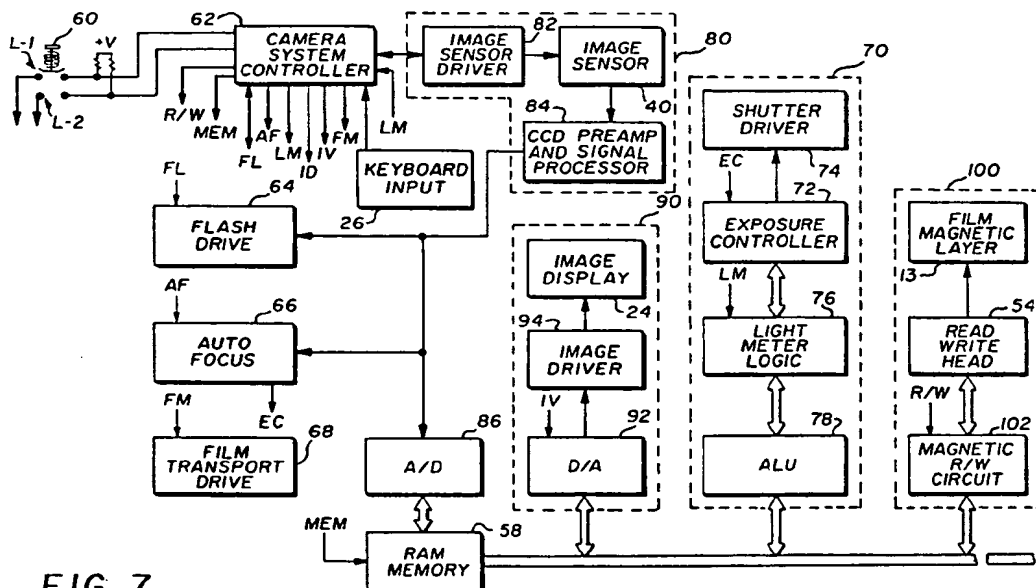 60
L-1
+V
L-2
62
CAMERA
SYSTEM
CONTROLLER
R/W
MEM
FL
AF
LM
ID
IV
FM
LM
KEYBOARD
INPUT
26
82
IMAGE
SENSOR
DRIVER
IMAGE
SENSOR
40
80
84
CCD PREAMP
AND SIGNAL
PROCESSOR
70
SHUTTER
DRIVER
74
EC
72
EXPOSURE
CONTROLLER
LM
76
LIGHT
METER
LOGIC
78
ALU
100
FILM
MAGNETIC
LAYER
13
54
READ
WRITE
HEAD
R/W
102
MAGNETIC
R/W
CIRCUIT
FL
64
FLASH
DRIVE
AF
66
AUTO
FOCUS
FM
EC
68
FILM
TRANSPORT
DRIVE
90
IMAGE
DISPLAY
24
94
IMAGE
DRIVER
IV
92
D/A
86
A/D
MEM
58
RAM
MEMORY
FIG. 7